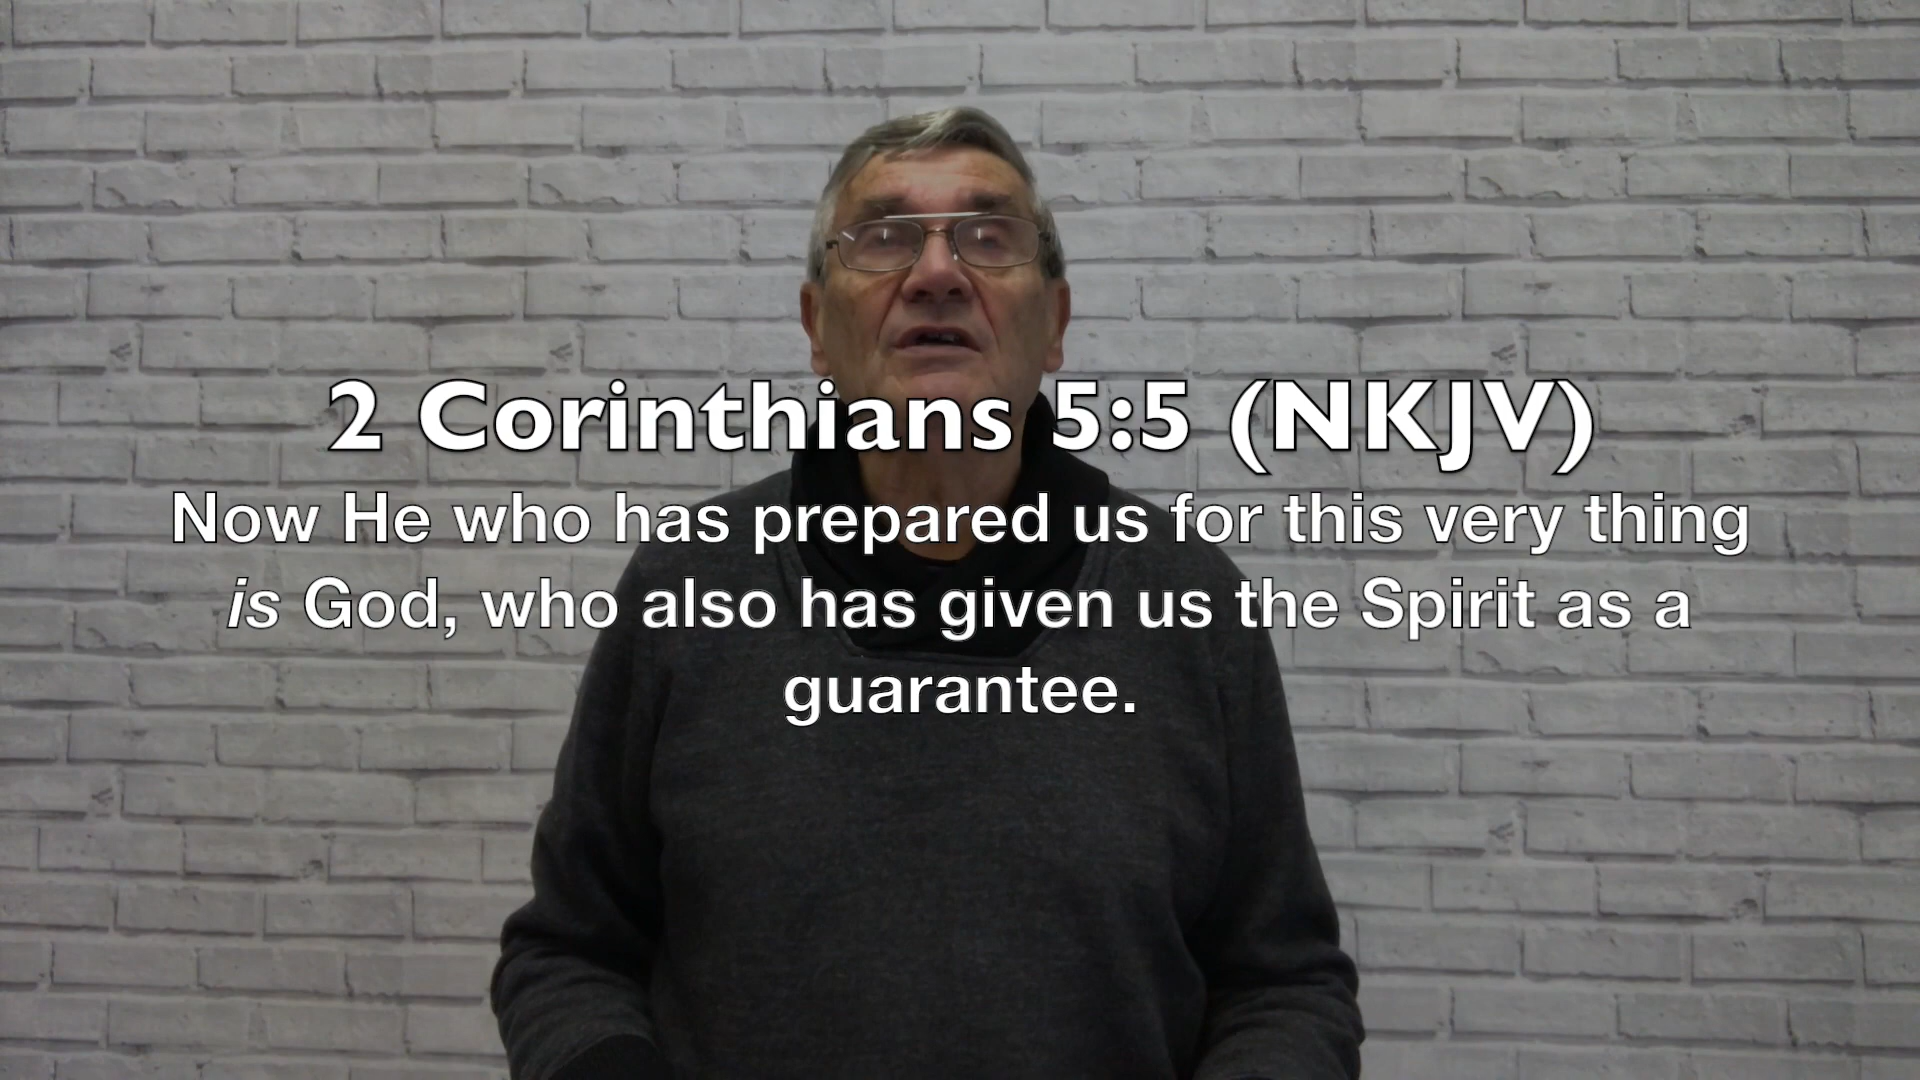 2 Corinthians 5:5 (NKJV)
Now He who has prepared us for this very thing
is God, who also has given us the Spirit as a
guarantee.